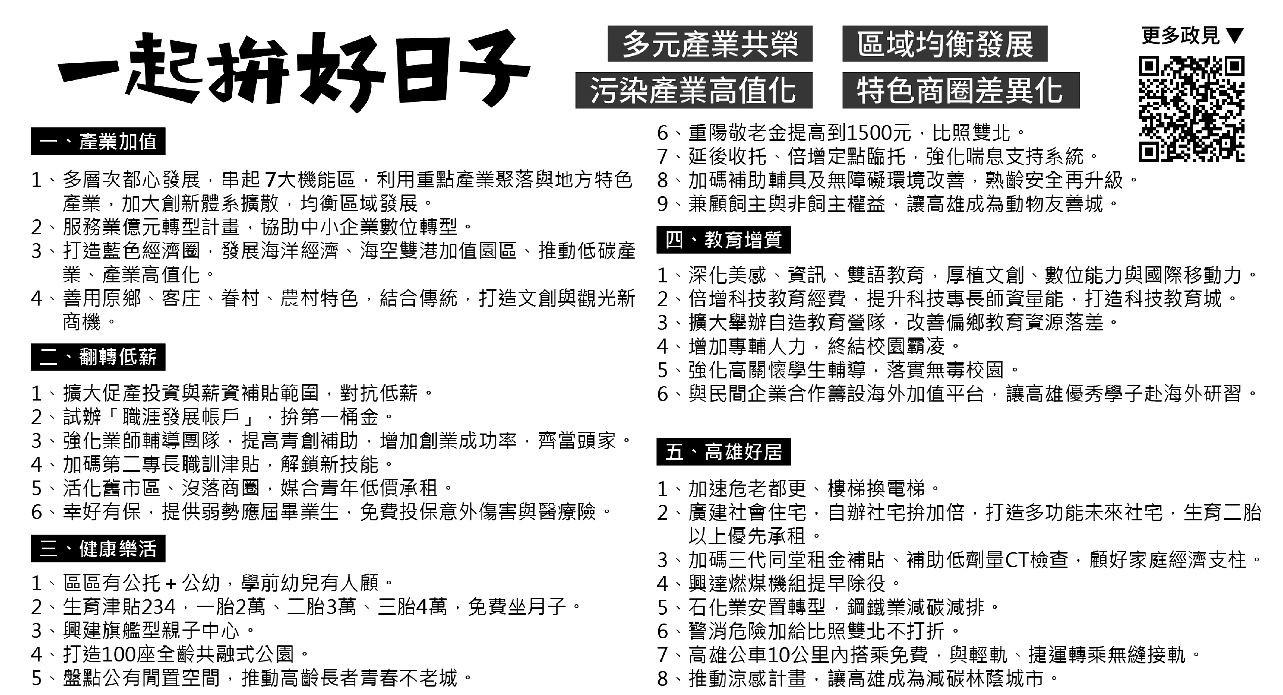 一起拚好日子
多元產業共榮
區域均衡發展
污染產業高值化
特色商圈差異化
更多政見▼
一、產業加值
1、多層次都心發展，串起7大機能區，利用重點產業聚落與地方特色
產業，加大創新體系擴散，均衡區域發展。
2、服務業億元轉型計畫，協助中小企業數位轉型。
3、打造藍色經濟圈，發展海洋經濟、海空雙港加值園區、推動低碳產
業、產業高值化。
4、善用原鄉、客庄、眷村、農村特色，結合傳統，打造文創與觀光新
商機。
二、翻轉低薪
1、擴大促產投資與薪資補貼範圍，對抗低薪。
2、試辦「職涯發展帳戶」，拚第一桶金。
3、強化業師輔導團隊，提高青創補助，增加創業成功率，齊當頭家。
4、加碼第二專長職訓津貼，解鎖新技能。
5、活化舊市區、沒落商圈，媒合青年低價承租。
6、幸好有保，提供弱勢應屆畢業生，免費投保意外傷害與醫療險。
三、健康樂活
1、區區有公托+公幼，學前幼兒有人顧。
2、生育津貼234，一胎2萬、二胎3萬、三胎4萬，免費坐月子。
3、興建旗艦型親子中心。
4、打造100座全齡共融式公園。
5、盤點公有閒置空間，推動高齡長者青春不老城。
6、重陽敬老金提高到1500元，比照雙北。
7、延後收托、倍增定點臨托，強化喘息支持系統。
8、加碼補助輔具及無障礙環境改善，熟齡安全再升級。
9、兼顧飼主與非飼主權益，讓高雄成為動物友善城。
四、教育增質
1、深化美感、資訊、雙語教育，厚植文創、數位能力與國際移動力。
2、倍增科技教育經費，提升科技專長師資量能，打造科技教育城。
3、擴大舉辦自造教育營隊，改善偏鄉教育資源落差。
4、增加專輔人力，終結校園霸凌。
5、強化高關懷學生輔導，落實無毒校園。
6、與民間企業合作籌設海外加值平台，讓高雄優秀學子赴海外研習。
五、高雄好居
1、加速危老都更、樓梯換電梯。
2、廣建社會住宅，自辦社宅拚加倍，打造多功能未來社宅，生育二胎
以上優先承租。
3、加碼三代同堂租金補貼、補助低劑量CT檢查，顧好家庭經濟支柱。
4、興達燃煤機組提早除役。
5、石化業安置轉型，鋼鐵業減碳減排。
6、警消危險加給比照雙北不打折。
7、高雄公車10公里內搭乘免費，與輕軌、捷運轉乘無縫接軌。
8、推動涼感計畫，讓高雄成為減碳林蔭城市。